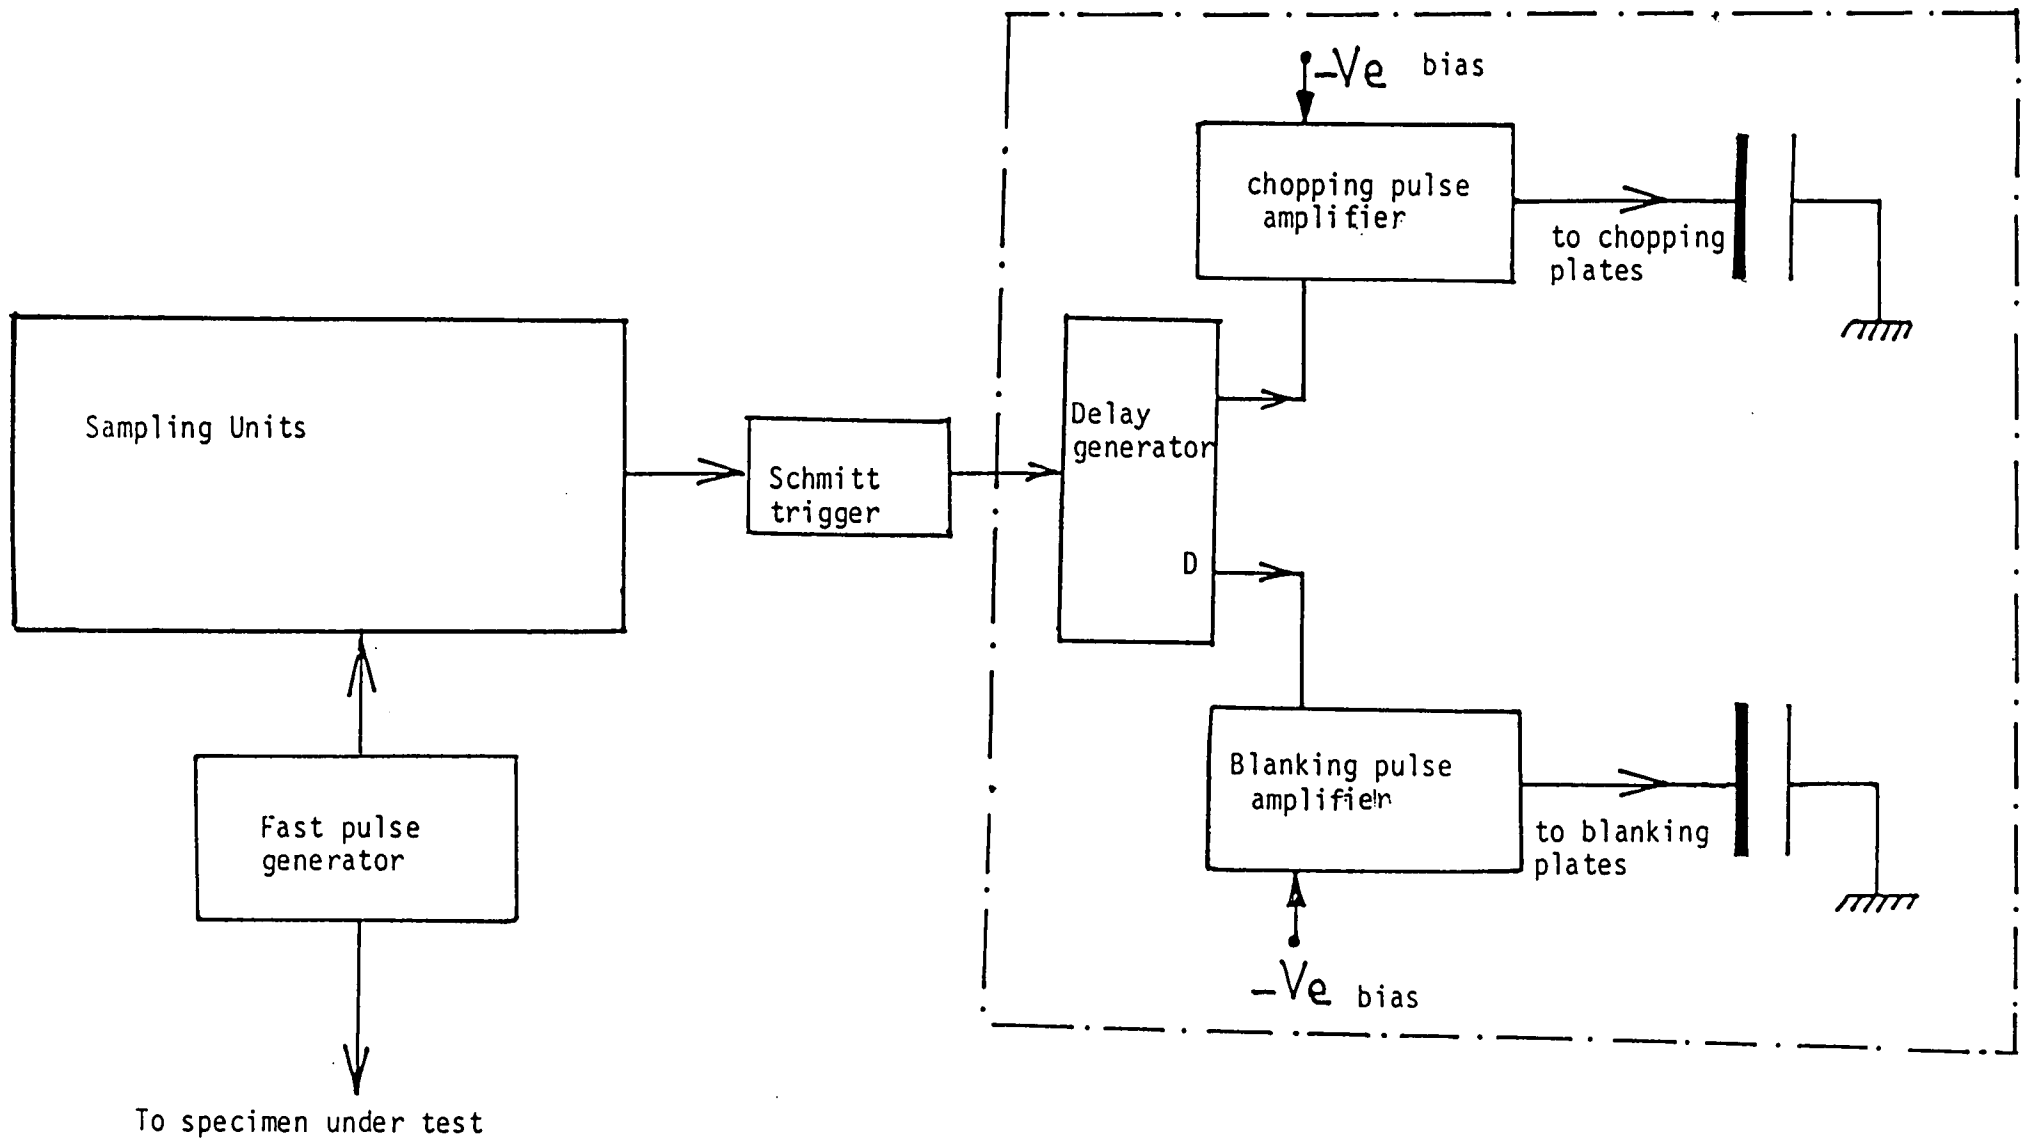 -Ve bias
chopping pulse
amplifier
to chopping
plates
Sampling Units
Schmitt
trigger
Delay
generator
D
Blanking pulse
amplifier
to blanking
plates
-Ve bias
Fast pulse
generator
To specimen under test